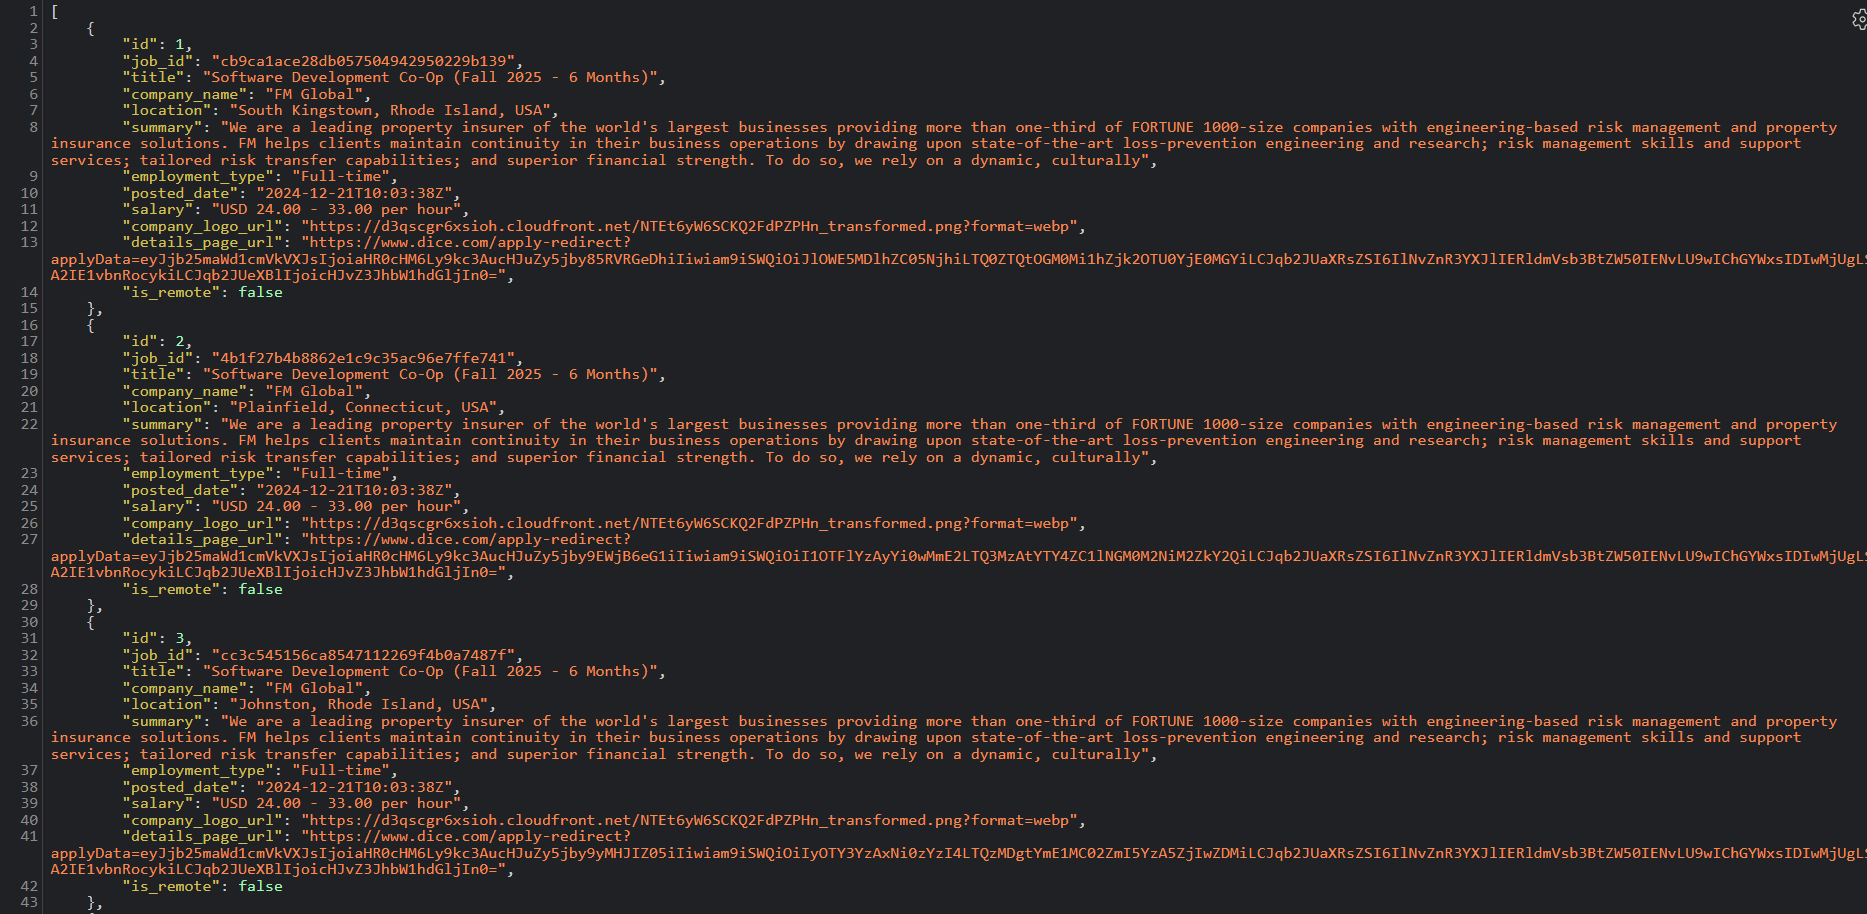 1 [
2 {
3 "id": 1,
4 "job_id": "cb9ca1ace28db057504942950229b139",
5 "title": "Software Development Co-Op (Fall 2025 - 6 Months)",
6 "company_name": "FM Global",
7 "location": "South Kingstown, Rhode Island, USA",
8 "summary": "We are a leading property insurer of the world's largest businesses providing more than one-third of FORTUNE 1000-size companies with engineering-based risk management and property
insurance solutions. FM helps clients maintain continuity in their business operations by drawing upon state-of-the-art loss-prevention engineering and research; risk management skills and support
services; tailored risk transfer capabilities; and superior financial strength. To do so, we rely on a dynamic, culturally",
9 "employment_type": "Full-time",
10 "posted_date": "2024-12-21T10:03:38Z",
11 "salary": "USD 24.00 - 33.00 per hour",
12 "company_logo_url": "https://d3qscgr6xsioh.cloudfront.net/NTEt6yW6SCKQ2FdPZPHn_transformed.png?format=webp",
13 "details_page_url": "https://www.dice.com/apply-redirect?
applyData=eyJjb25maWd1cmVkVXJsIjoiaHR0cHM6Ly9kc3AucHJuZy5jby85RVRGeDhiIiwiam9iSWQiOiJlOWE5MDlhZC05NjhiLTQ0ZTQtOGM0Mi1hZjk2OTU0YjE0MGYiLCJqb2JUaXRsZSI6IlNvZnR3YXJlIERldmVsb3BtZW50IENvLU9wIChGYWxsIDIwMjUgLS
A2IE1vbnRocykiLCJqb2JUeXBlIjoicHJvZ3JhbW1hdGljIn0=",
14 "is_remote": false
15 },
16 {
17 "id": 2,
18 "job_id": "4b1f27b4b8862e1c9c35ac96e7ffe741",
19 "title": "Software Development Co-Op (Fall 2025 - 6 Months)",
20 "company_name": "FM Global",
21 "location": "Plainfield, Connecticut, USA",
22 "summary": "We are a leading property insurer of the world's largest businesses providing more than one-third of FORTUNE 1000-size companies with engineering-based risk management and property
insurance solutions. FM helps clients maintain continuity in their business operations by drawing upon state-of-the-art loss-prevention engineering and research; risk management skills and support
services; tailored risk transfer capabilities; and superior financial strength. To do so, we rely on a dynamic, culturally",
23 "employment_type": "Full-time",
24 "posted_date": "2024-12-21T10:03:38Z",
25 "salary": "USD 24.00 - 33.00 per hour",
26 "company_logo_url": "https://d3qscgr6xsioh.cloudfront.net/NTEt6yW6SCKQ2FdPZPHn_transformed.png?format=webp",
27 "details_page_url": "https://www.dice.com/apply-redirect?
applyData=eyJjb25maWd1cmVkVXJsIjoiaHR0cHM6Ly9kc3AucHJuZy5jby9EWjB6eG1iIiwiam9iSWQiOiI1OTFlYzAyYi0wMmE2LTQ3MzAtYTY4ZC1lNGM0M2NiM2ZkY2QiLCJqb2JUaXRsZSI6IlNvZnR3YXJlIERldmVsb3BtZW50IENvLU9wIChGYWxsIDIwMjUgLS
A2IE1vbnRocykiLCJqb2JUeXBlIjoicHJvZ3JhbW1hdGljIn0=",
28 "is_remote": false
29 },
30 {
31 "id": 3,
32 "job_id": "cc3c545156ca8547112269f4b0a7487f",
33 "title": "Software Development Co-Op (Fall 2025 - 6 Months)",
34 "company_name": "FM Global",
35 "location": "Johnston, Rhode Island, USA",
36 "summary": "We are a leading property insurer of the world's largest businesses providing more than one-third of FORTUNE 1000-size companies with engineering-based risk management and property
insurance solutions. FM helps clients maintain continuity in their business operations by drawing upon state-of-the-art loss-prevention engineering and research; risk management skills and support
services; tailored risk transfer capabilities; and superior financial strength. To do so, we rely on a dynamic, culturally",
37 "employment_type": "Full-time",
38 "posted_date": "2024-12-21T10:03:38Z",
39 "salary": "USD 24.00 - 33.00 per hour",
40 "company_logo_url": "https://d3qscgr6xsioh.cloudfront.net/NTEt6yW6SCKQ2FdPZPHn_transformed.png?format=webp",
41 "details_page_url": "https://www.dice.com/apply-redirect?
applyData=eyJjb25maWd1cmVkVXJsIjoiaHR0cHM6Ly9kc3AucHJuZy5jby9yMHJIZ05iIiwiam9iSWQiOiIyOTY3YzAxNi0zYzI4LTQzMDgtYmE1MC02ZmI5YzA5ZjIwZDMiLCJqb2JUaXRsZSI6IlNvZnR3YXJlIERldmVsb3BtZW50IENvLU9wIChGYWxsIDIwMjUgLS
A2IE1vbnRocykiLCJqb2JUeXBlIjoicHJvZ3JhbW1hdGljIn0=",
42 "is_remote": false
43 },